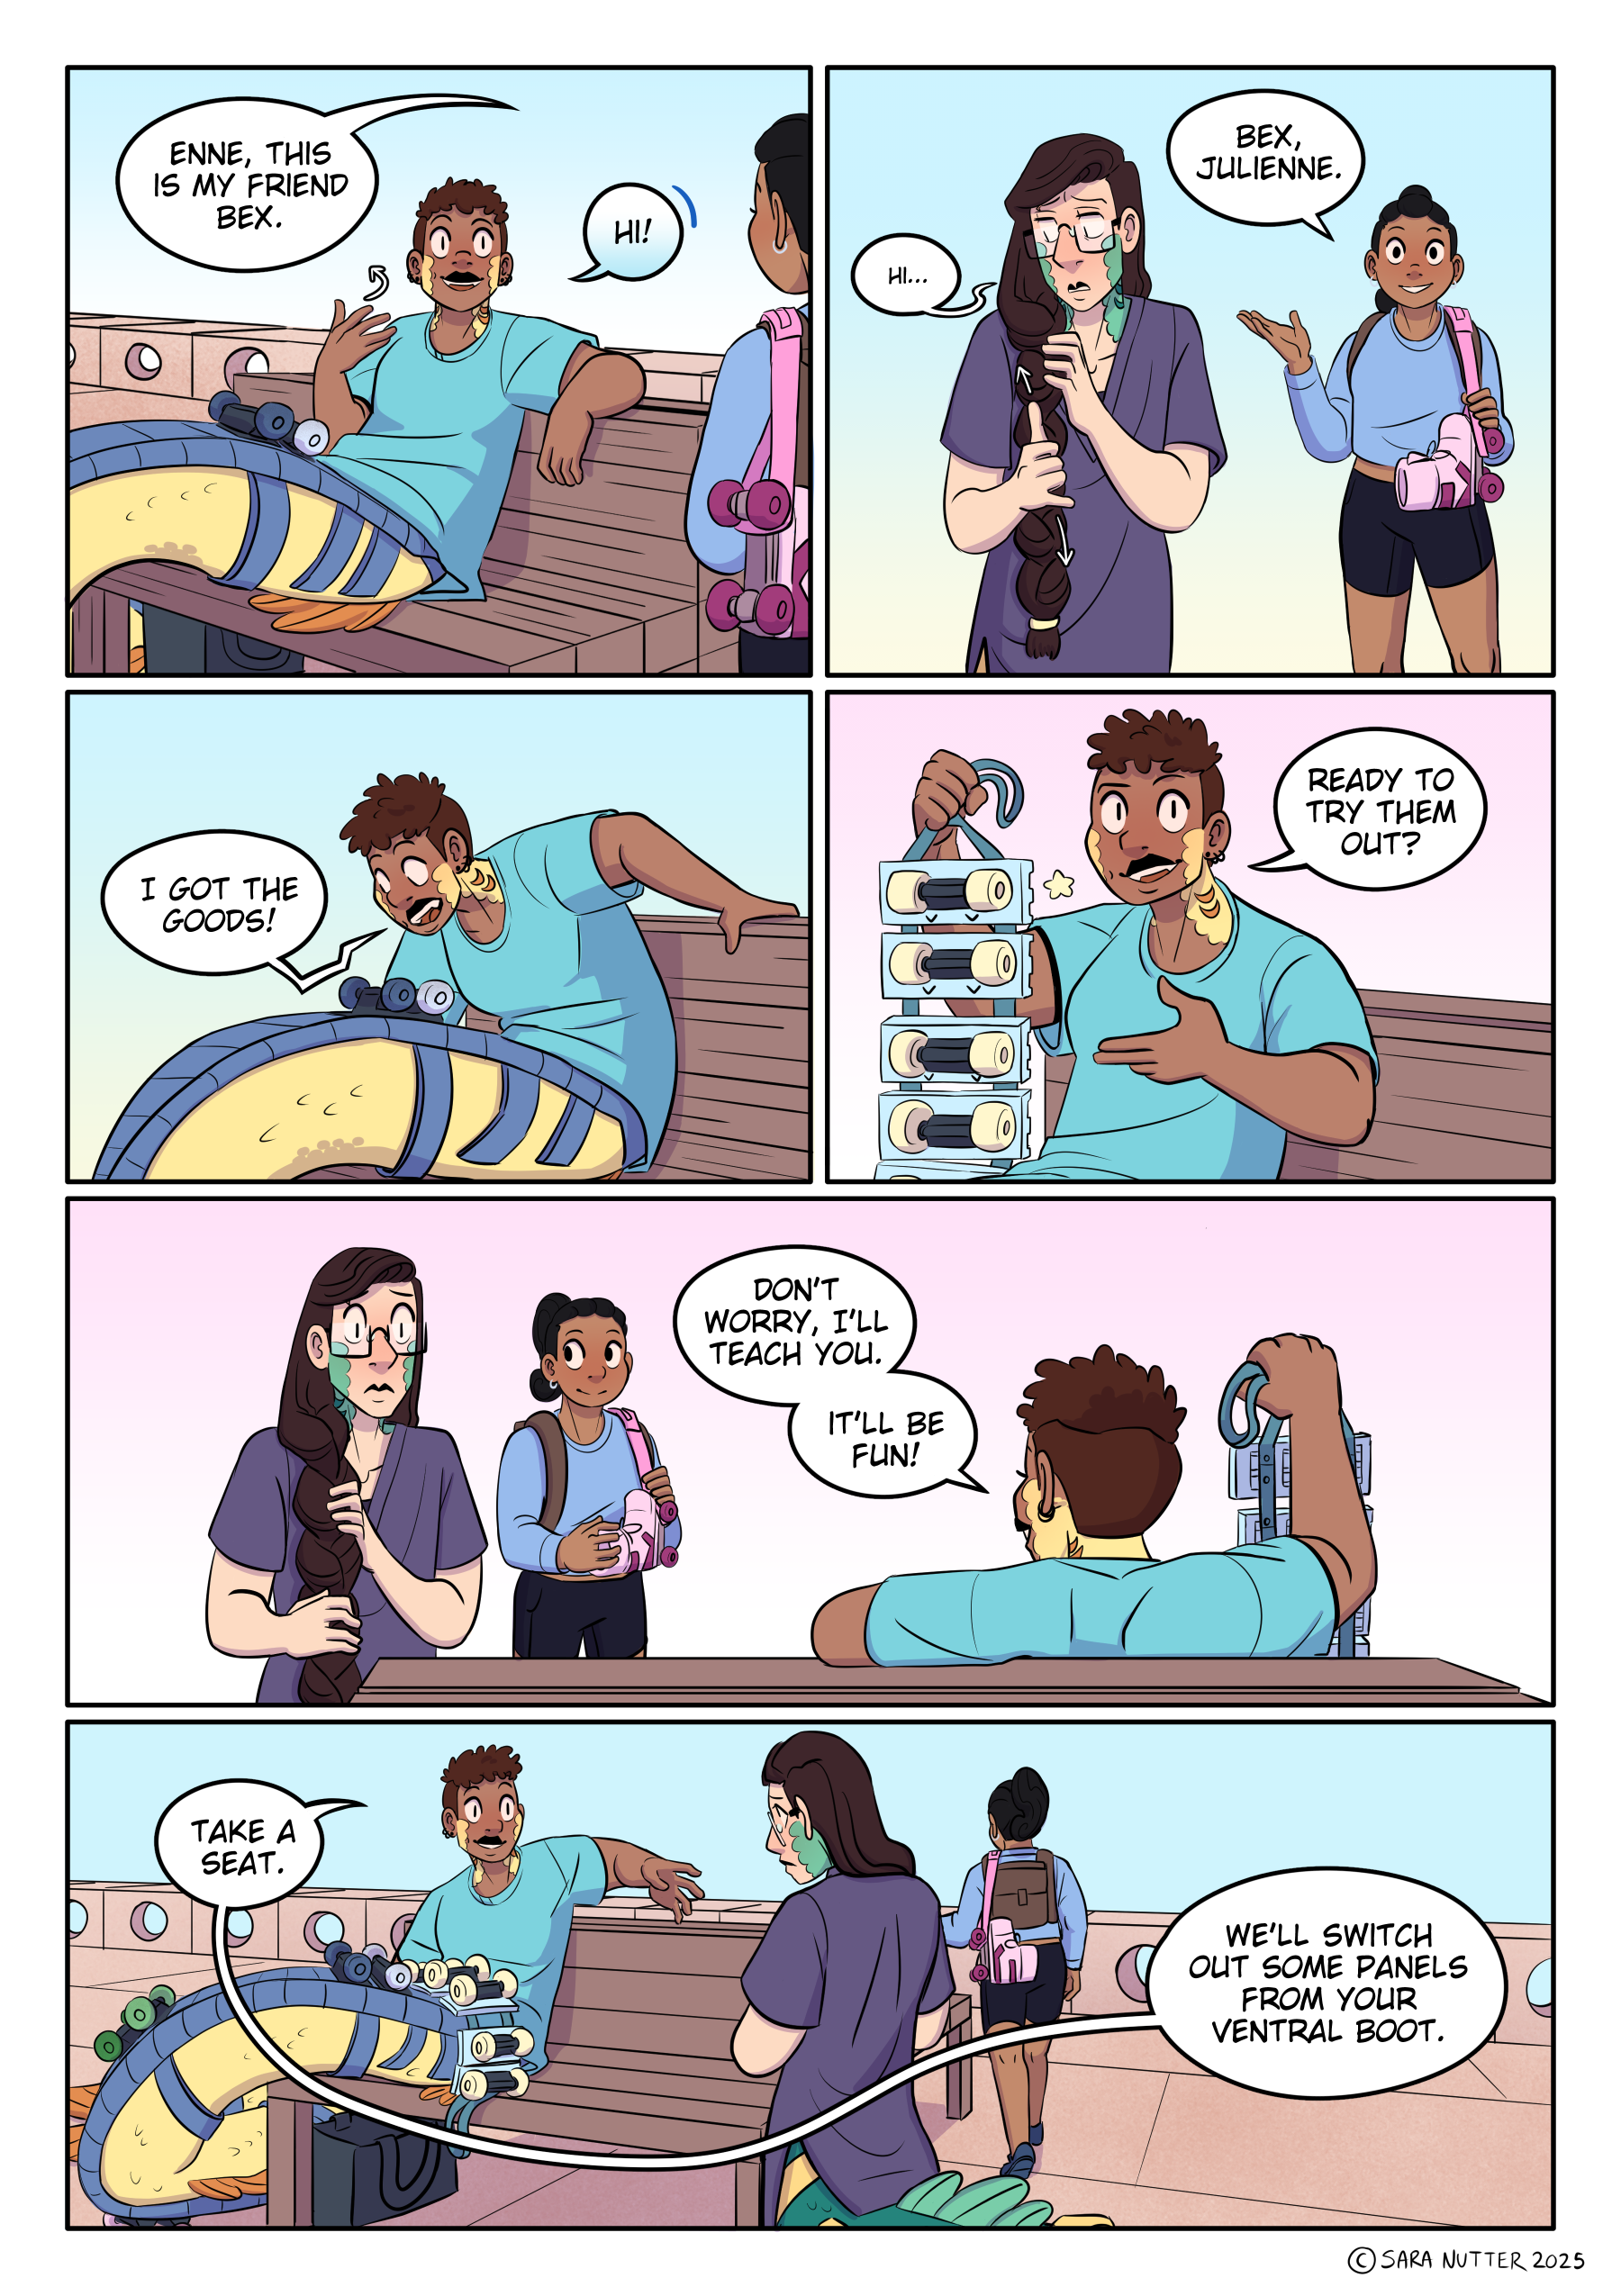 ENNE, THIS
IS MY FRIEND
BEX.
HI!
BEX,
JULIENNE.
HI...
I GOT THE
GOODS!
READY TO
TRY THEM
OUT?
DON'T
WORRY, I'LL
TEACH YOU.
IT'LL BE
FUN!
TAKE A
SEAT.
WE'LL SWITCH
OUT SOME PANELS
FROM YOUR
VENTRAL BOOT.
© SARA NUTTER 2025